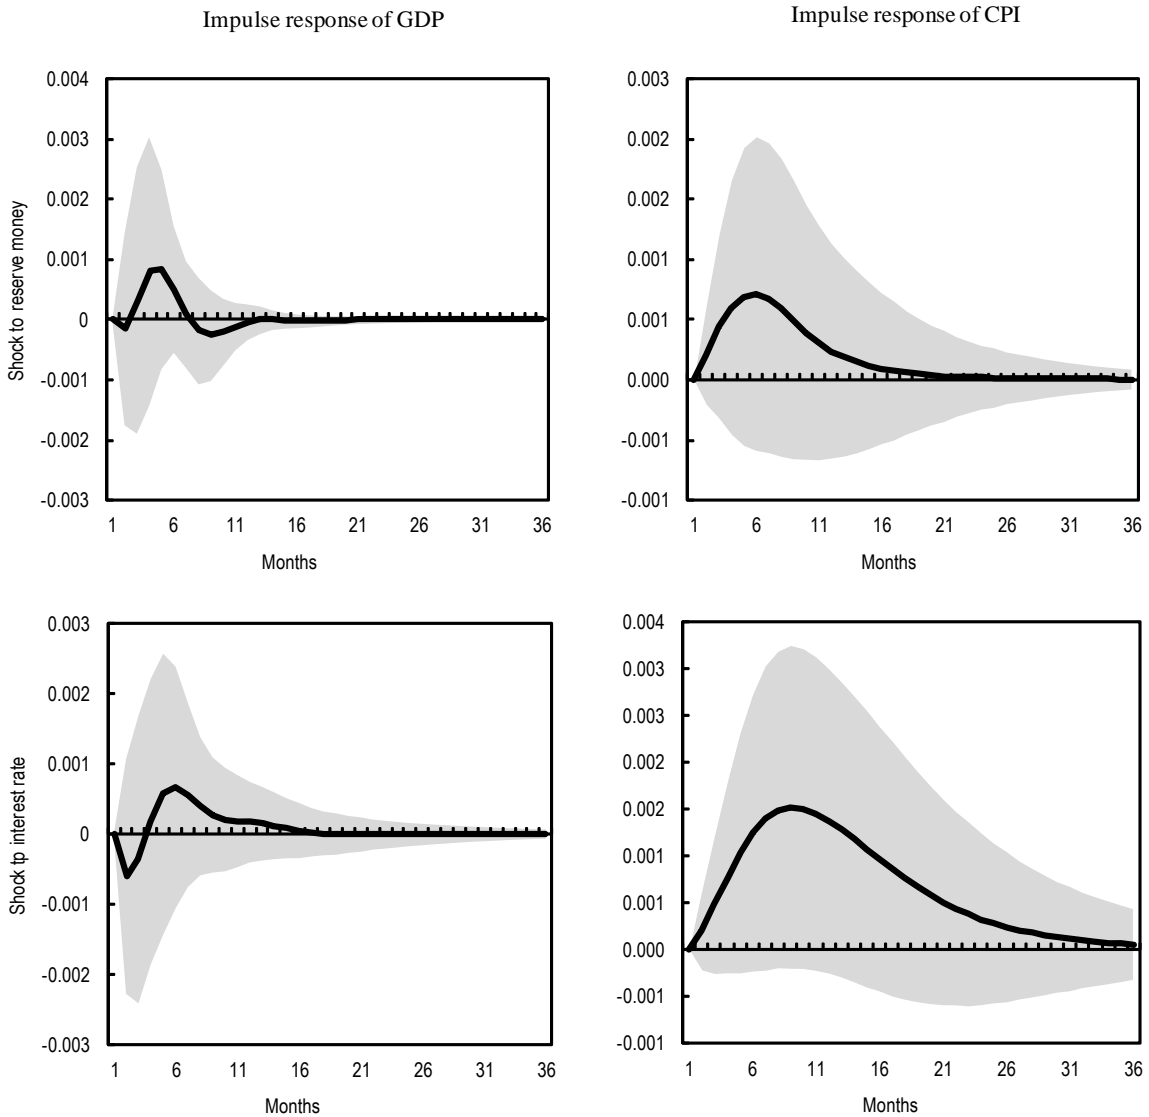 Impulse response of GDP
Impulse response of CPI
Shock to reserve money
0.004
0.003
0.002
0.001
0
-0.001
-0.002
-0.003
1 6 11 16 21 26 31 36
Months
0.003
0.002
0.002
0.001
0.001
0.000
-0.001
-0.001
1 6 11 16 21 26 31 36
Months
Shock tp interest rate
0.003
0.002
0.001
0
-0.001
-0.002
-0.003
1 6 11 16 21 26 31 36
Months
0.004
0.003
0.003
0.002
0.002
0.001
0.001
0.000
-0.001
-0.001
1 6 11 16 21 26 31 36
Months